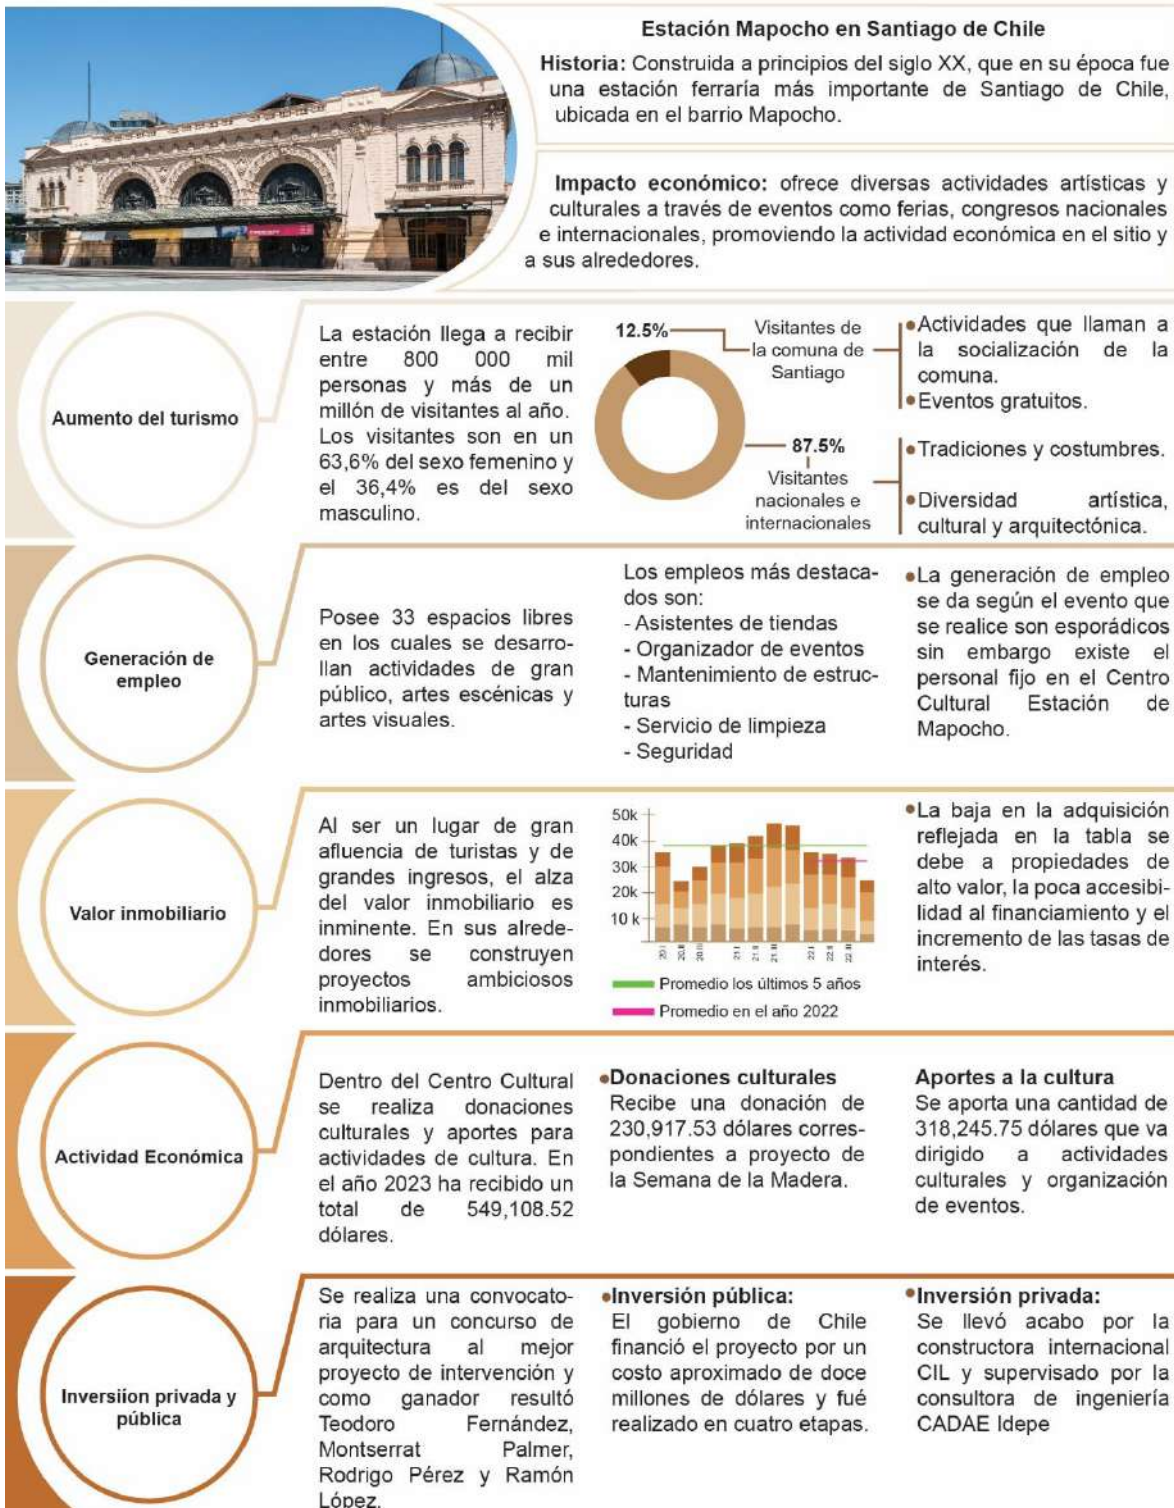 Estación Mapocho en Santiago de Chile
Historia: Construida a principios del siglo XX, que en su época fue
una estación ferraría más importante de Santiago de Chile,
ubicada en el barrio Mapocho.
Impacto económico: ofrece diversas actividades artísticas y
culturales a través de eventos como ferias, congresos nacionales
e internacionales, promoviendo la actividad económica en el sitio y
a sus alrededores.
Aumento del turismo
La estación llega a recibir
entre 800 000 mil
personas y más de un
millón de visitantes al año.
Los visitantes son en un
63,6% del sexo femenino y
el 36,4% es del sexo
masculino.
12.5%
Visitantes de
la comuna de
Santiago
87.5%
Visitantes
nacionales e
internacionales
•Actividades que llaman a
la socialización de la
comuna.
•Eventos gratuitos.
•Tradiciones y costumbres.
•Diversidad artística,
cultural y arquitectónica.
Generación de
empleo
Posee 33 espacios libres
en los cuales se desarro-
llan actividades de gran
público, artes escénicas y
artes visuales.
Los empleos más destaca-
dos son:
- Asistentes de tiendas
- Organizador de eventos
- Mantenimiento de estruc-
turas
- Servicio de limpieza
- Seguridad
•La generación de empleo
se da según el evento que
se realice son esporádicos
sin embargo existe el
personal fijo en el Centro
Cultural Estación de
Mapocho.
Valor inmobiliario
Al ser un lugar de gran
afluencia de turistas y de
grandes ingresos, el alza
del valor inmobiliario es
inminente. En sus alrede-
dores se construyen
proyectos ambiciosos
inmobiliarios.
50k
40k
30k
20k
10 k
20.I
20.II
20.III
21.I
21.II
21.III
22.I
22.II
22.III
Promedio los últimos 5 años
Promedio en el año 2022
•La baja en la adquisición
reflejada en la tabla se
debe a propiedades de
alto valor, la poca accesibi-
lidad al financiamiento y el
incremento de las tasas de
interés.
Actividad Económica
Dentro del Centro Cultural
se realiza donaciones
culturales y aportes para
actividades de cultura. En
el año 2023 ha recibido un
total de 549,108.52
dólares.
•Donaciones culturales
Recibe una donación de
230,917.53 dólares corres-
pondientes a proyecto de
la Semana de la Madera.
Aportes a la cultura
Se aporta una cantidad de
318,245.75 dólares que va
dirigido a actividades
culturales y organización
de eventos.
Inversiion privada y
pública
Se realiza una convocato-
ria para un concurso de
arquitectura al mejor
proyecto de intervención y
como ganador resultó
Teodoro Fernández,
Montserrat Palmer,
Rodrigo Pérez y Ramón
López.
•Inversión pública:
El gobierno de Chile
financió el proyecto por un
costo aproximado de doce
millones de dólares y fué
realizado en cuatro etapas.
•Inversión privada:
Se llevó acabo por la
constructora internacional
CIL y supervisado por la
consultora de ingeniería
CADAE Idepe